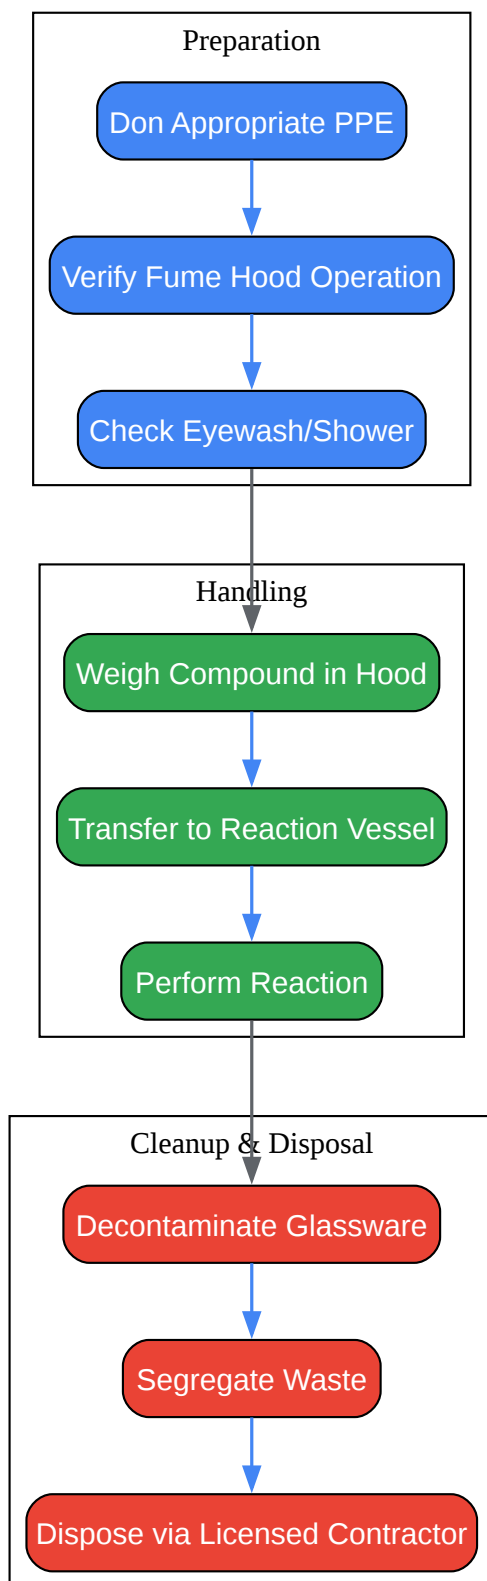 Preparation
Don Appropriate PPE
Verify Fume Hood Operation
Check Eyewash/Shower
Handling
Weigh Compound in Hood
Transfer to Reaction Vessel
Perform Reaction
Cleanup & Disposal
Decontaminate Glassware
Segregate Waste
Dispose via Licensed Contractor